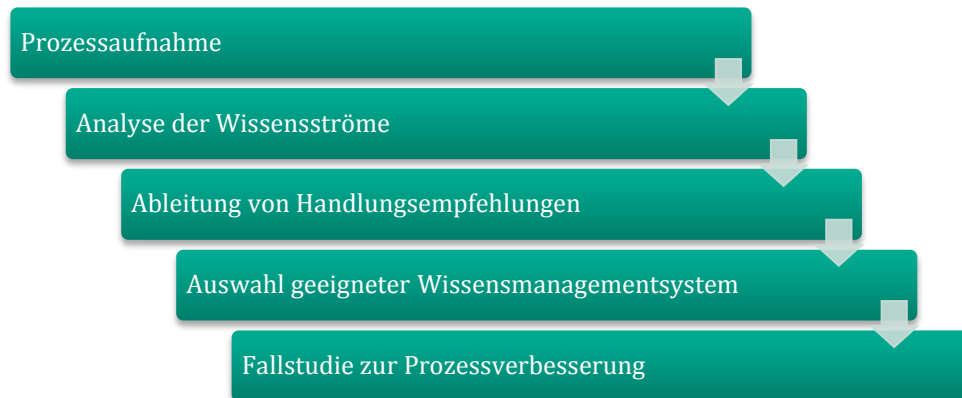 Prozessaufnahme
Analyse der Wissensströme
Ableitung von Handlungsempfehlungen
Auswahl geeigneter Wissensmanagementsystem
Fallstudie zur Prozessverbesserung